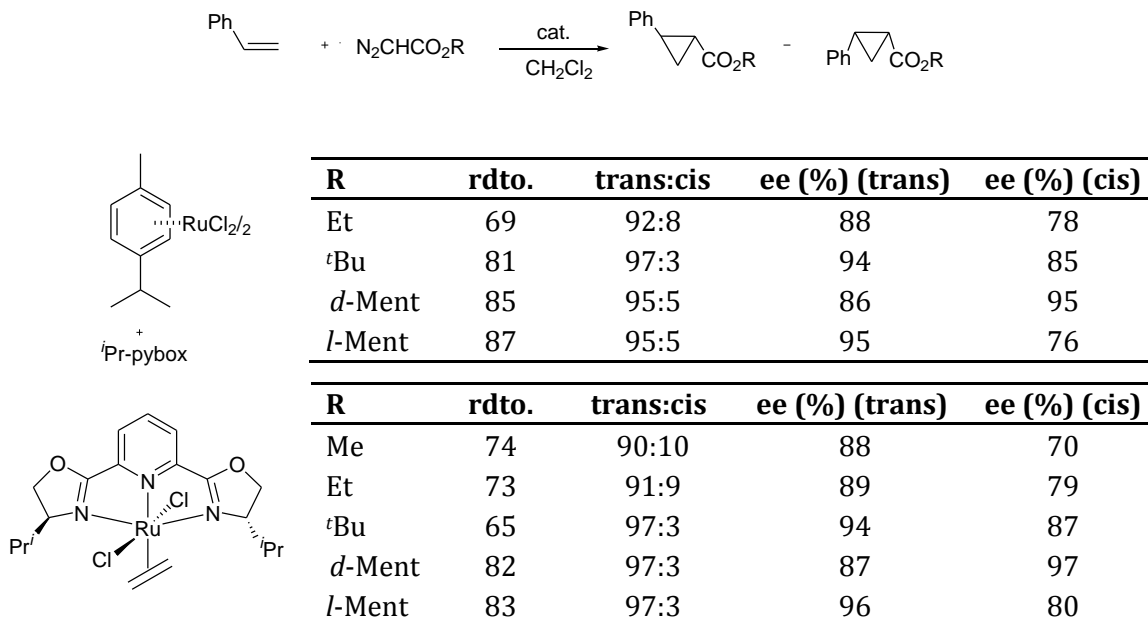 Ph + N₂CHCO₂R cat. CH₂Cl₂ Ph CO₂R - Ph CO₂R
R rdto. trans:cis ee (%) (trans) ee (%) (cis)
Et 69 92:8 88 78
ᵗBu 81 97:3 94 85
d-Ment 85 95:5 86 95
l-Ment 87 95:5 95 76
RuCl₂/₂
+
ⁱPr-pybox
R rdto. trans:cis ee (%) (trans) ee (%) (cis)
Me 74 90:10 88 70
Et 73 91:9 89 79
ᵗBu 65 97:3 94 87
d-Ment 82 97:3 87 97
l-Ment 83 97:3 96 80
O O
N Cl
N Ru N
Prⁱ Cl ⁱPr